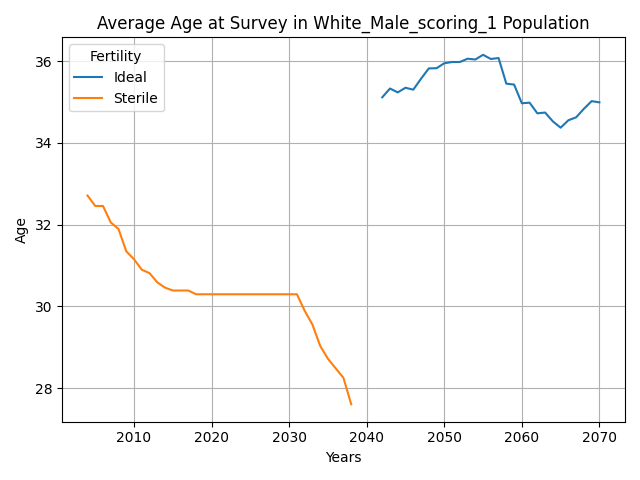 Average Age at Survey in White_Male_scoring_1 Population
Fertility
Ideal
Sterile
Age
36
34
32
30
28
2010 2020 2030 2040 2050 2060 2070
Years